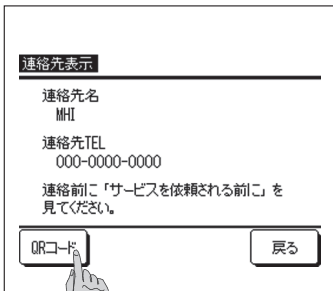 連絡先表示
連絡先名
MHI
連絡先TEL
000-0000-0000
連絡前に「サービスを依頼される前に」を
見てください。
QRコード
戻る